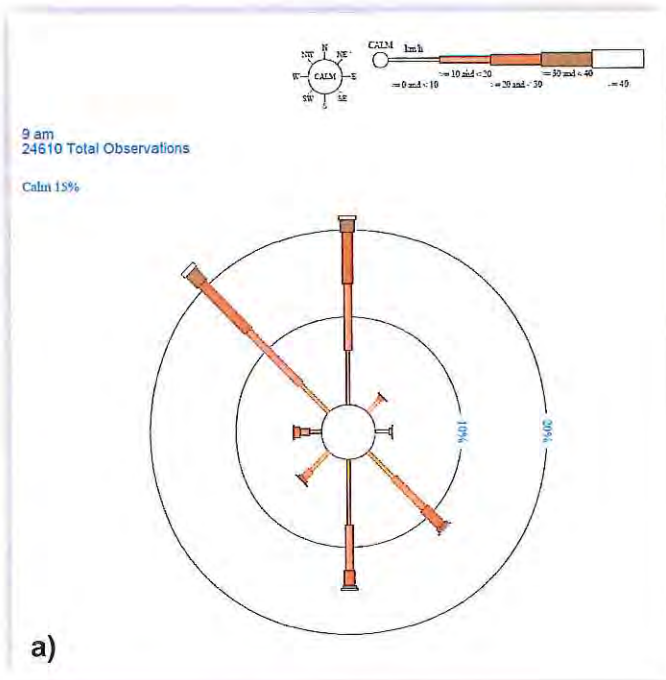 N
NW NE
W CALM E
SW SE
S
CALM km/h
>=10 and <20 >=30 and <40
>=0 and <10 >=20 and <30 >=40
9 am
24610 Total Observations
Calm 15%
10%
20%
a)